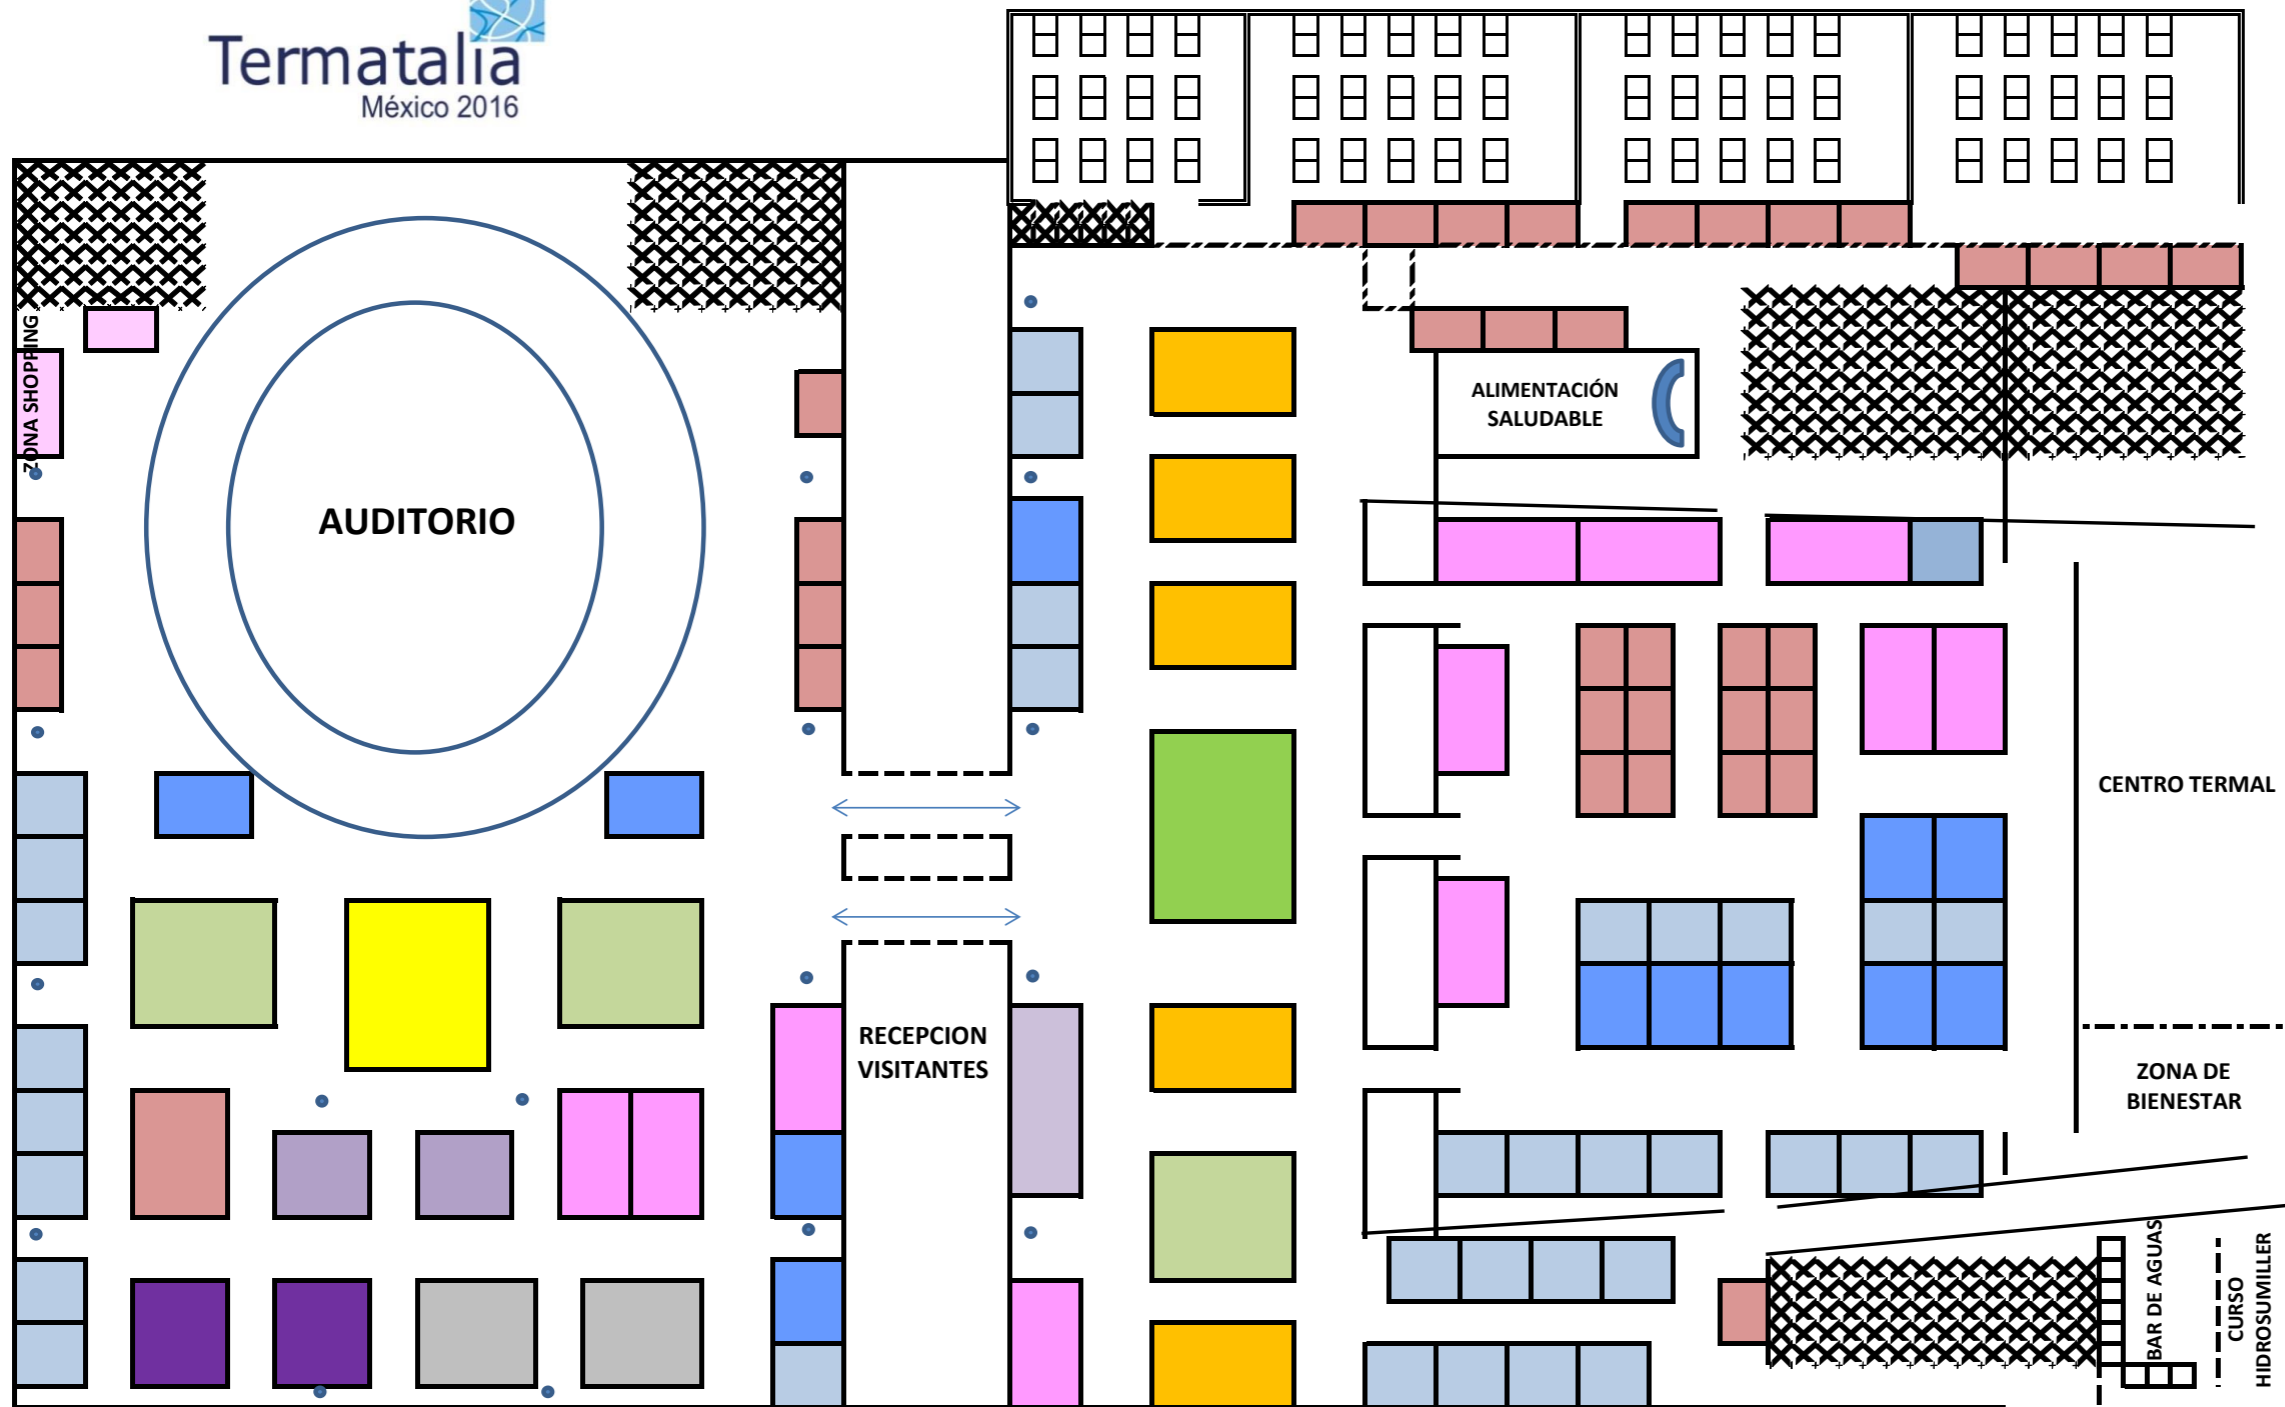 Termatalia
México 2016
ZONA SHOPPING
AUDITORIO
ALIMENTACIÓN
SALUDABLE
CENTRO TERMAL
RECEPCION
VISITANTES
ZONA DE
BIENESTAR
BAR DE AGUAS
CURSO
HIDROSUMILLER